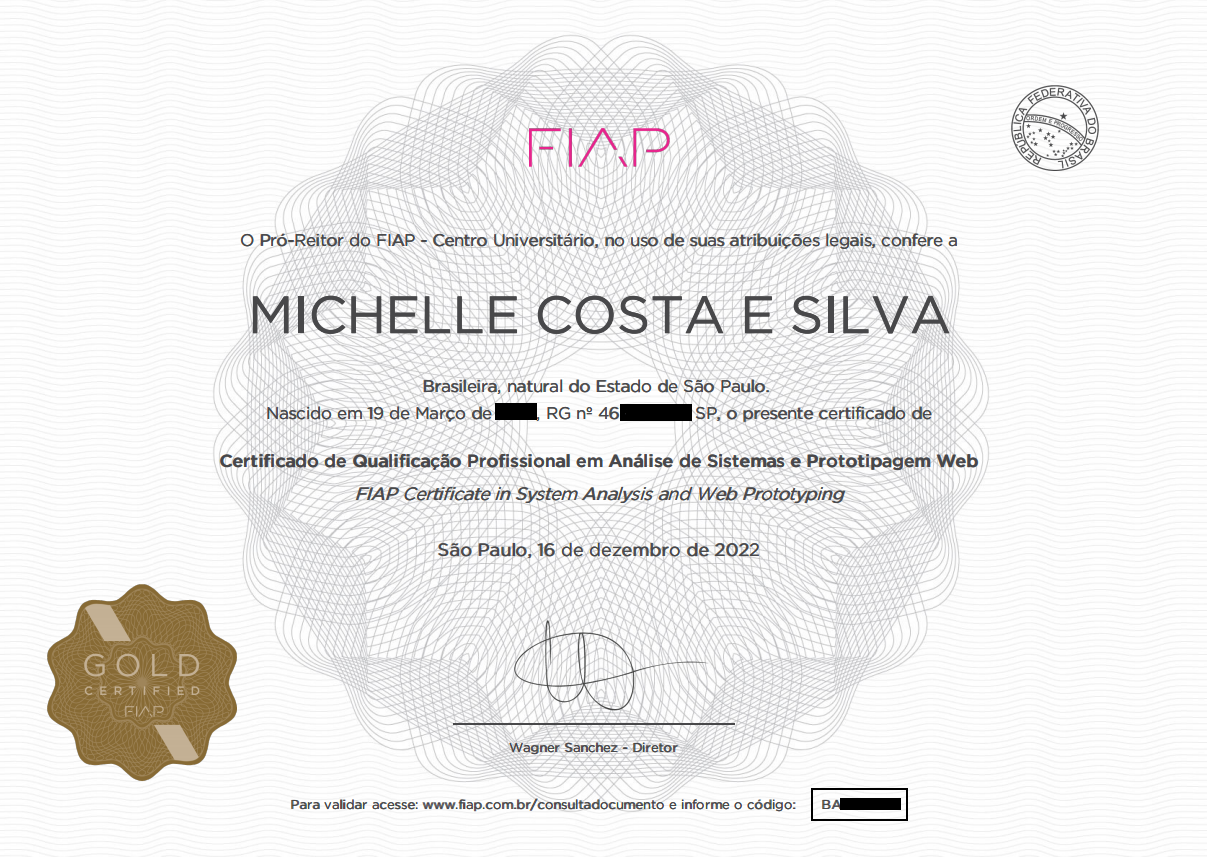 FIAP
REPÚBLICA FEDERATIVA DO BRASIL
ORDEM E PROGRESSO
O Pró-Reitor do FIAP - Centro Universitário, no uso de suas atribuições legais, confere a
MICHELLE COSTA E SILVA
Brasileira, natural do Estado de São Paulo.
Nascido em 19 de Março de , RG nº 46 SP, o presente certificado de
Certificado de Qualificação Profissional em Análise de Sistemas e Prototipagem Web
FIAP Certificate in System Analysis and Web Prototyping
São Paulo, 16 de dezembro de 2022
GOLD
CERTIFIED
FIAP
Wagner Sanchez - Diretor
Para validar acesse: www.fiap.com.br/consultadocumento e informe o código: BA